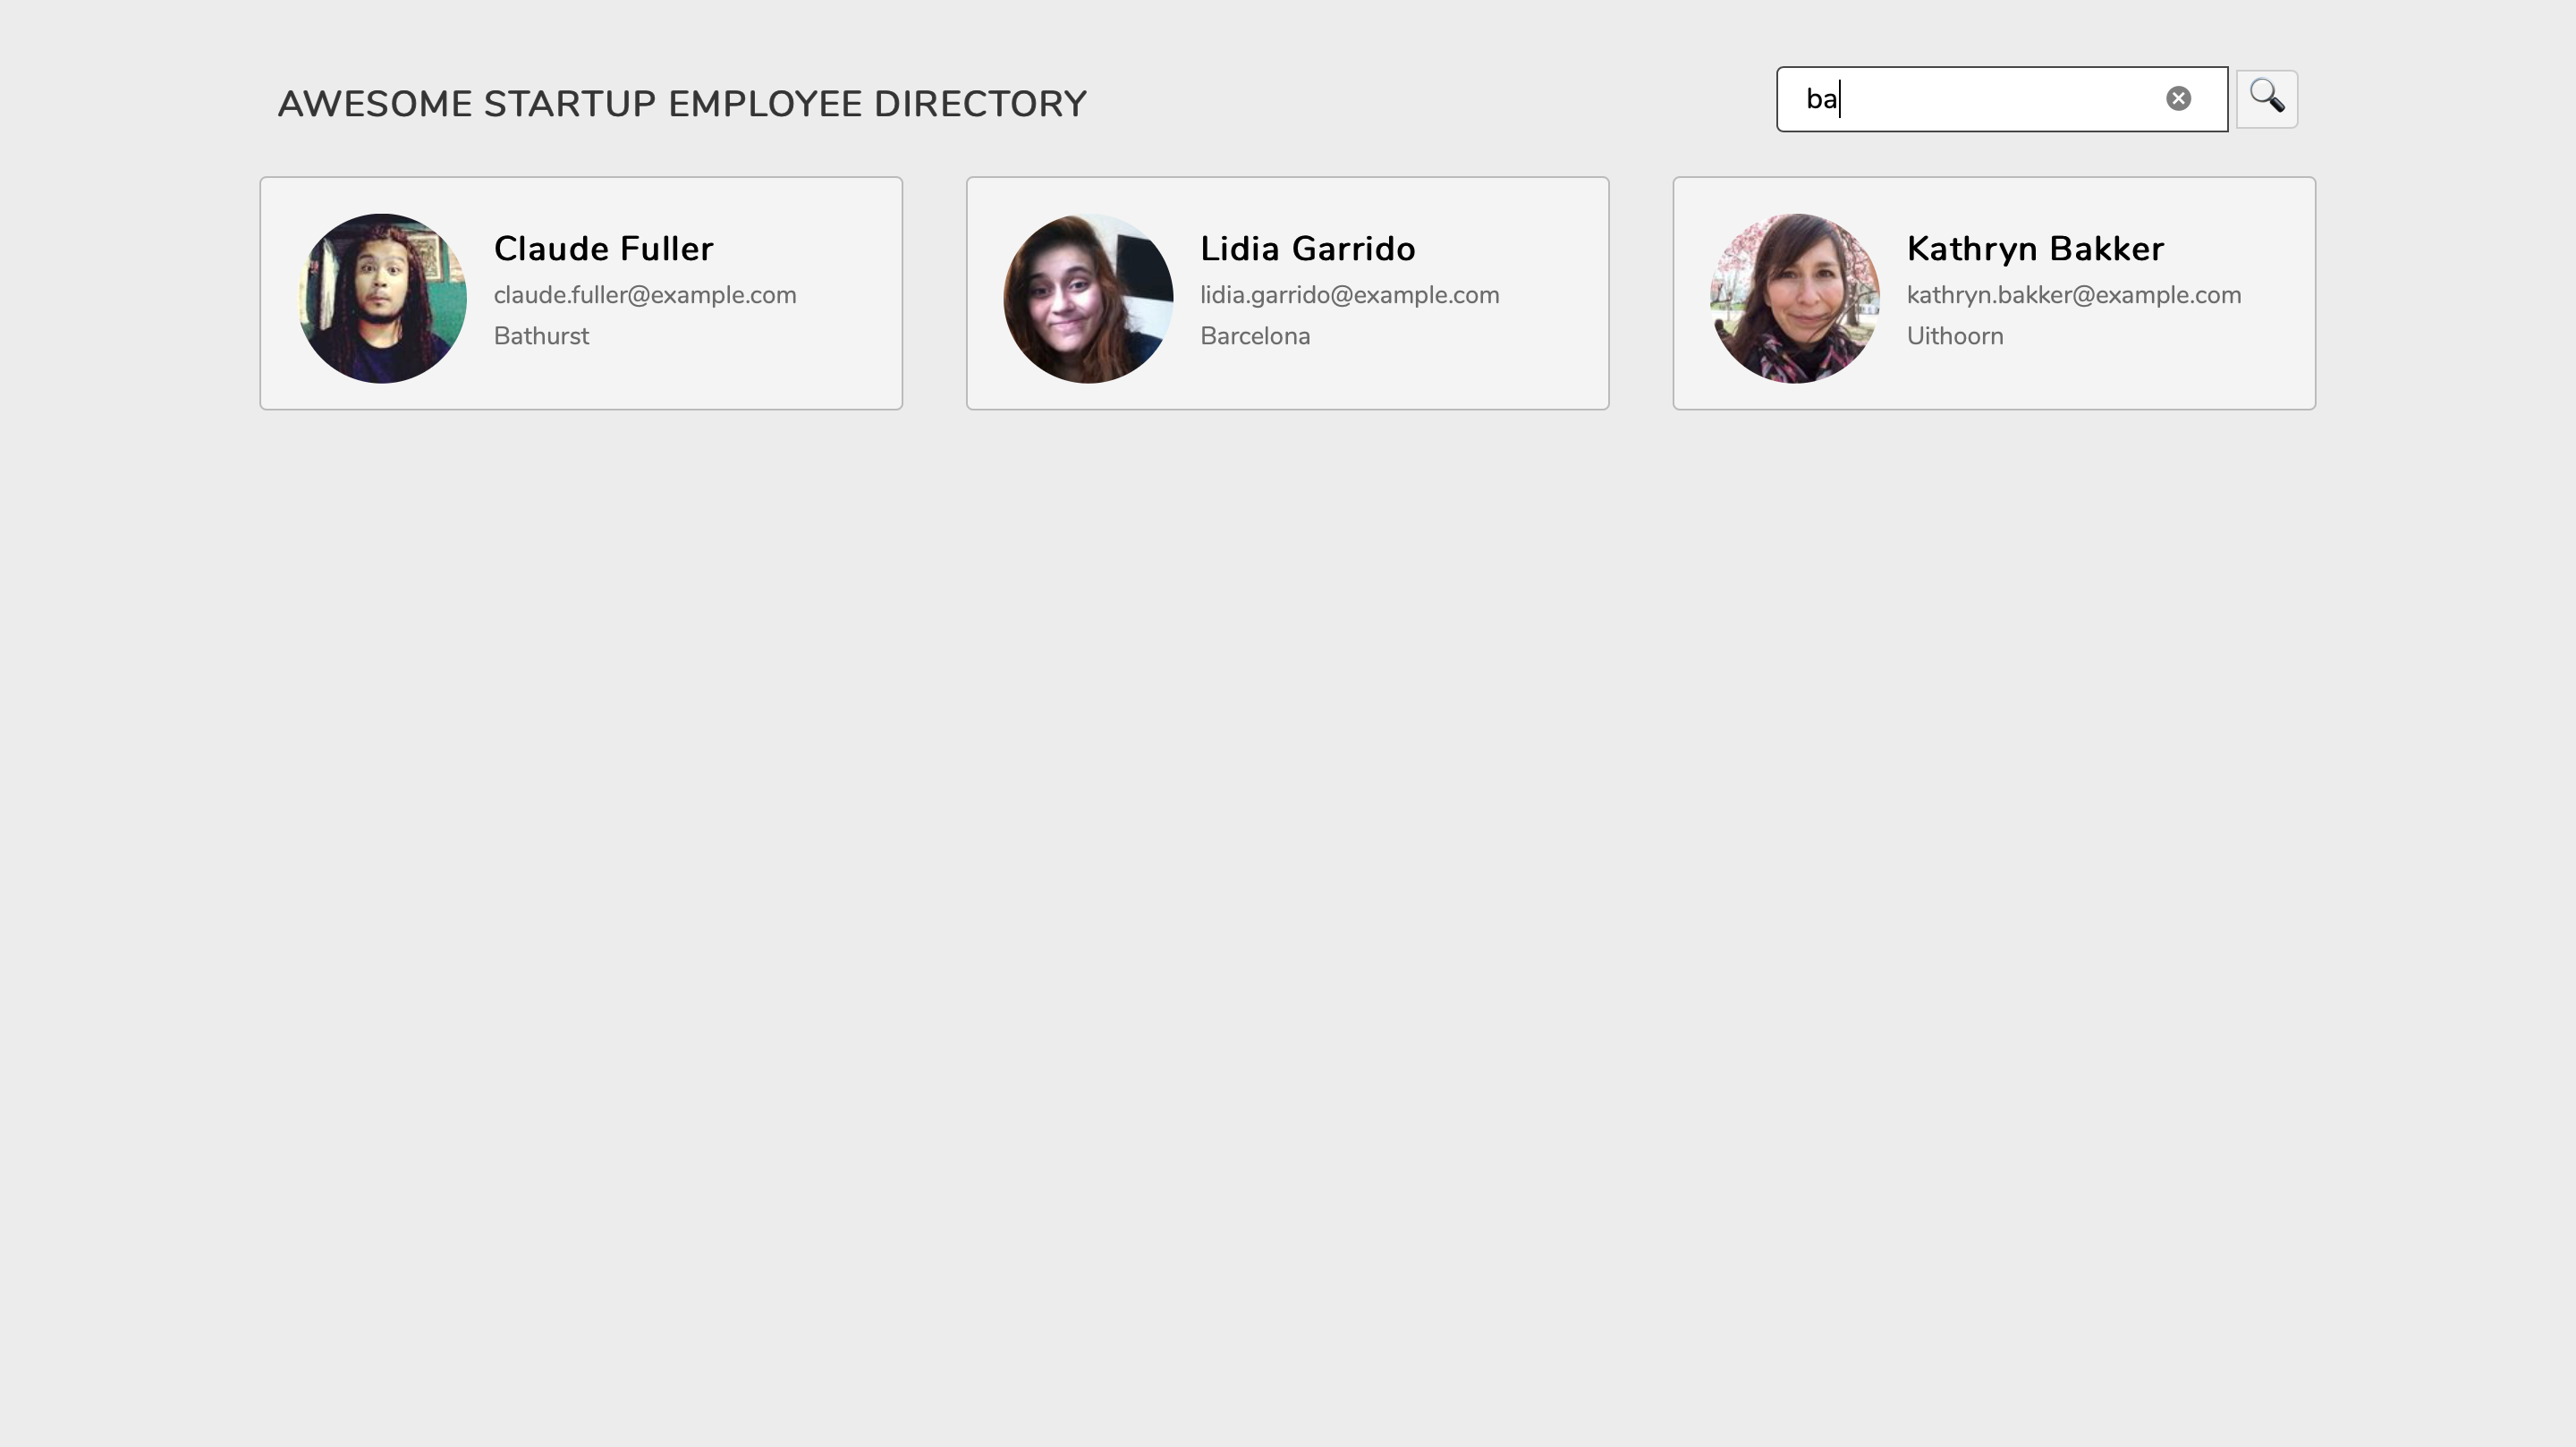 AWESOME STARTUP EMPLOYEE DIRECTORY
ba
Claude Fuller
claude.fuller@example.com
Bathurst
Lidia Garrido
lidia.garrido@example.com
Barcelona
Kathryn Bakker
kathryn.bakker@example.com
Uithoorn